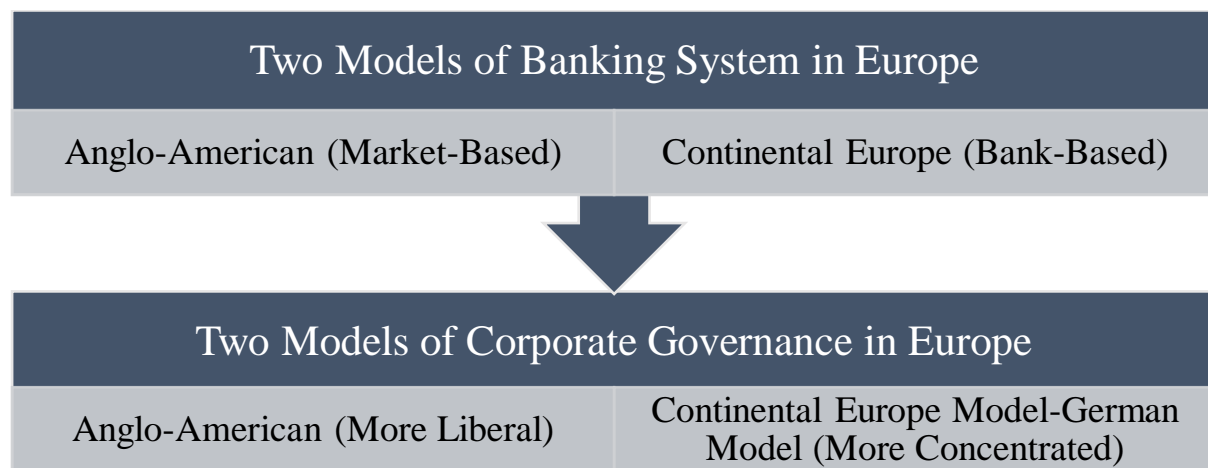 Two Models of Banking System in Europe
Anglo-American (Market-Based)
Continental Europe (Bank-Based)
Two Models of Corporate Governance in Europe
Anglo-American (More Liberal)
Continental Europe Model-German
Model (More Concentrated)